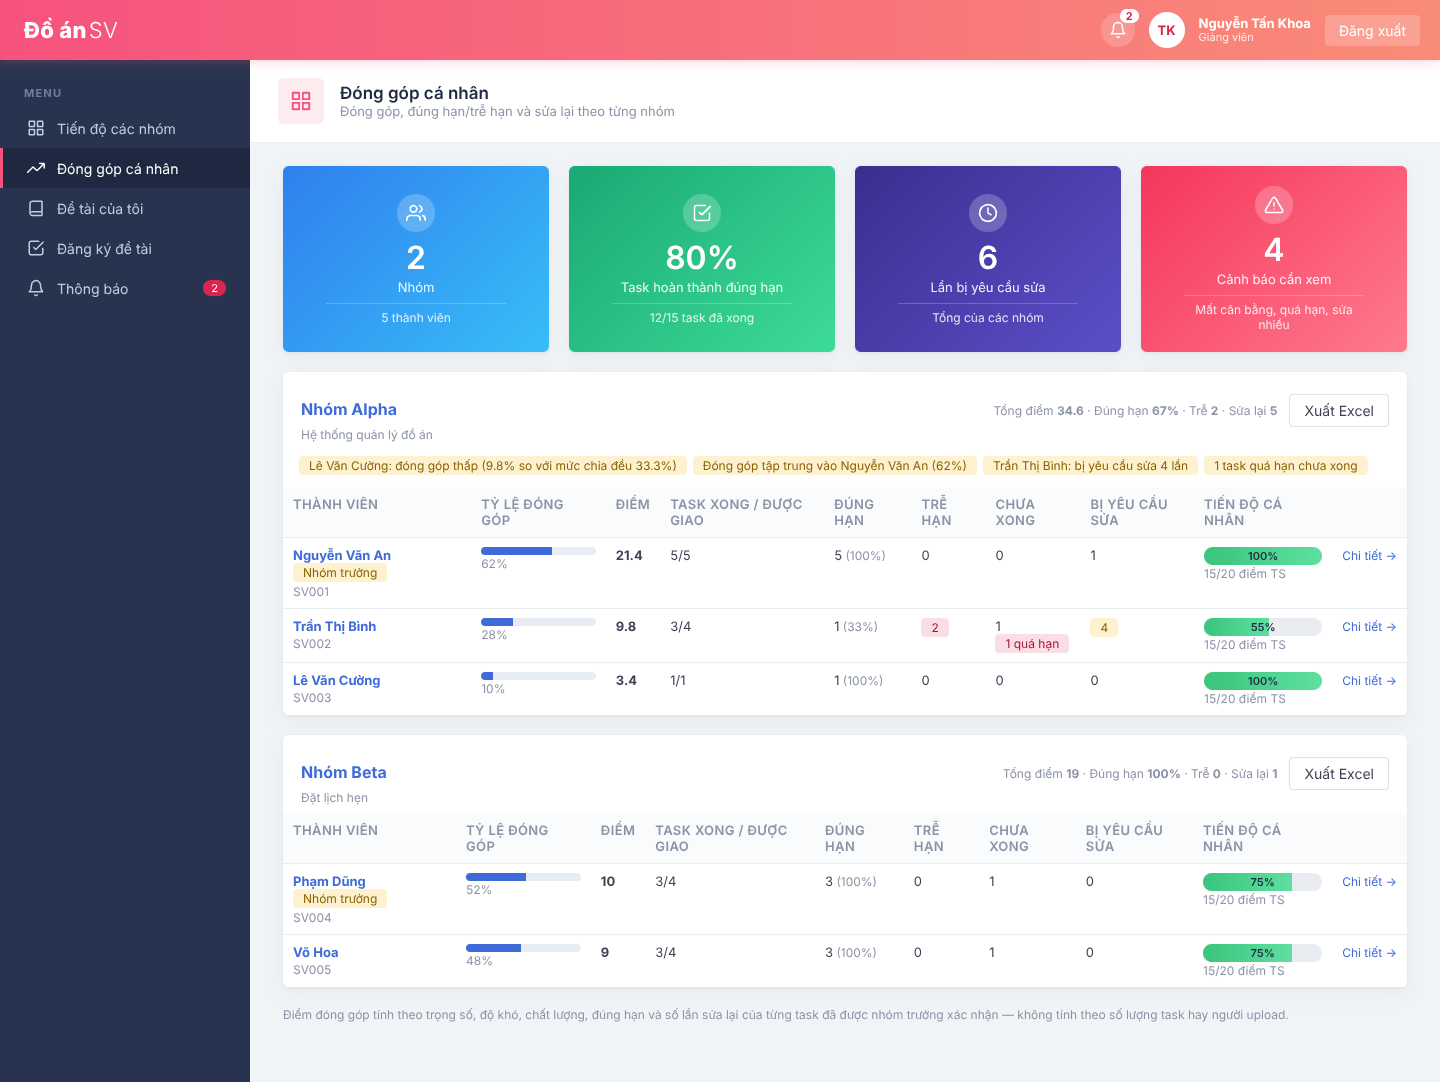 Đồ án SV
2
TK
Nguyễn Tấn Khoa
Giảng viên
Đăng xuất
MENU
Tiến độ các nhóm
Đóng góp cá nhân
Đề tài của tôi
Đăng ký đề tài
Thông báo
2
Đóng góp cá nhân
Đóng góp, đúng hạn/trễ hạn và sửa lại theo từng nhóm
2
Nhóm
5 thành viên
80%
Task hoàn thành đúng hạn
12/15 task đã xong
6
Lần bị yêu cầu sửa
Tổng của các nhóm
4
Cảnh báo cần xem
Mất cân bằng, quá hạn, sửa
nhiều
Nhóm Alpha
Tổng điểm 34.6 · Đúng hạn 67% · Trễ 2 · Sửa lại 5
Xuất Excel
Hệ thống quản lý đồ án
Lê Văn Cường: đóng góp thấp (9.8% so với mức chia đều 33.3%)
Đóng góp tập trung vào Nguyễn Văn An (62%)
Trần Thị Bình: bị yêu cầu sửa 4 lần
1 task quá hạn chưa xong
THÀNH VIÊN
TỶ LỆ ĐÓNG
GÓP
ĐIỂM
TASK XONG / ĐƯỢC
GIAO
ĐÚNG
HẠN
TRỄ
HẠN
CHƯA
XONG
BỊ YÊU CẦU
SỬA
TIẾN ĐỘ CÁ
NHÂN
Nguyễn Văn An
Nhóm trưởng
SV001
62%
21.4
5/5
5 (100%)
0
0
1
100%
15/20 điểm TS
Chi tiết →
Trần Thị Bình
SV002
28%
9.8
3/4
1 (33%)
2
1
1 quá hạn
4
55%
15/20 điểm TS
Chi tiết →
Lê Văn Cường
SV003
10%
3.4
1/1
1 (100%)
0
0
0
100%
15/20 điểm TS
Chi tiết →
Nhóm Beta
Tổng điểm 19 · Đúng hạn 100% · Trễ 0 · Sửa lại 1
Xuất Excel
Đặt lịch hẹn
THÀNH VIÊN
TỶ LỆ ĐÓNG
GÓP
ĐIỂM
TASK XONG / ĐƯỢC
GIAO
ĐÚNG
HẠN
TRỄ
HẠN
CHƯA
XONG
BỊ YÊU CẦU
SỬA
TIẾN ĐỘ CÁ
NHÂN
Phạm Dũng
Nhóm trưởng
SV004
52%
10
3/4
3 (100%)
0
1
0
75%
15/20 điểm TS
Chi tiết →
Võ Hoa
SV005
48%
9
3/4
3 (100%)
0
1
0
75%
15/20 điểm TS
Chi tiết →
Điểm đóng góp tính theo trọng số, độ khó, chất lượng, đúng hạn và số lần sửa lại của từng task đã được nhóm trưởng xác nhận — không tính theo số lượng task hay người upload.